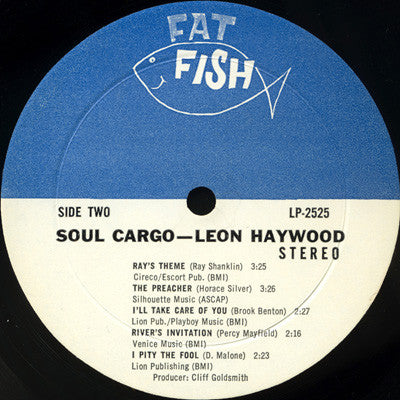 FAT
FISH
SIDE TWO LP-2525
SOUL CARGO—LEON HAYWOOD
STEREO
RAY'S THEME (Ray Shanklin) 3:25
Cireco/Escort Pub. (BMI)
THE PREACHER (Horace Silver) 3:26
Silhouette Music (ASCAP)
I'LL TAKE CARE OF YOU (Brook Benton) 2:27
Lion Pub./Playboy Music (BMI)
RIVER'S INVITATION (Percy Mayfield) 2:16
Venice Music (BMI)
I PITY THE FOOL (D. Malone) 2:23
Lion Publishing (BMI)
Producer: Cliff Goldsmith